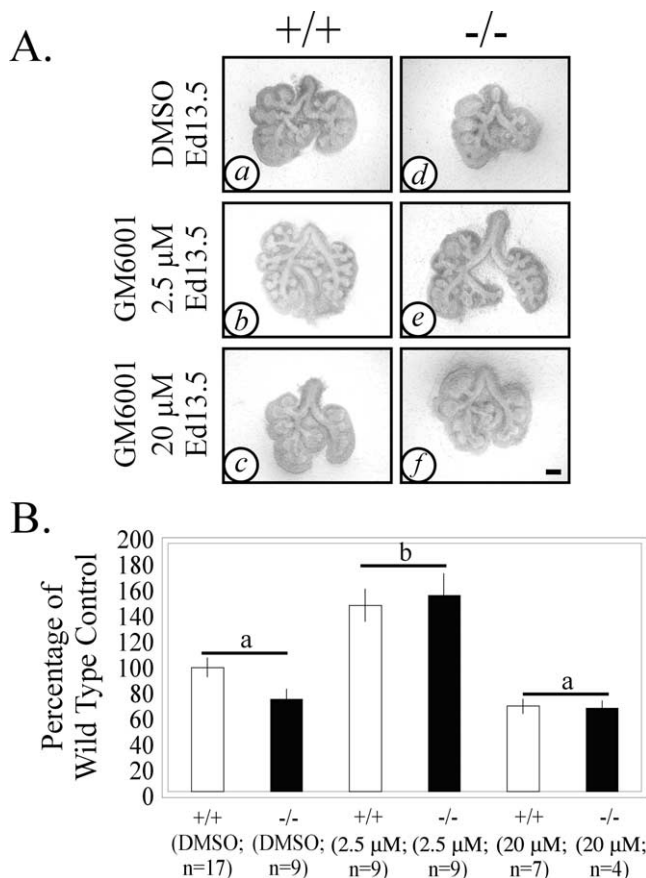 A.
+/+
-/-
DMSO
Ed13.5
a
d
GM6001
2.5 μM
Ed13.5
b
e
GM6001
20 μM
Ed13.5
c
f
B.
Percentage of
Wild Type Control
200
180
160
140
120
100
80
60
40
20
0
a
b
a
+/+ -/- +/+ -/- +/+ -/-
(DMSO; (DMSO; (2.5 μM; (2.5 μM; (20 μM; (20 μM;
n=17) n=9) n=9) n=9) n=7) n=4)